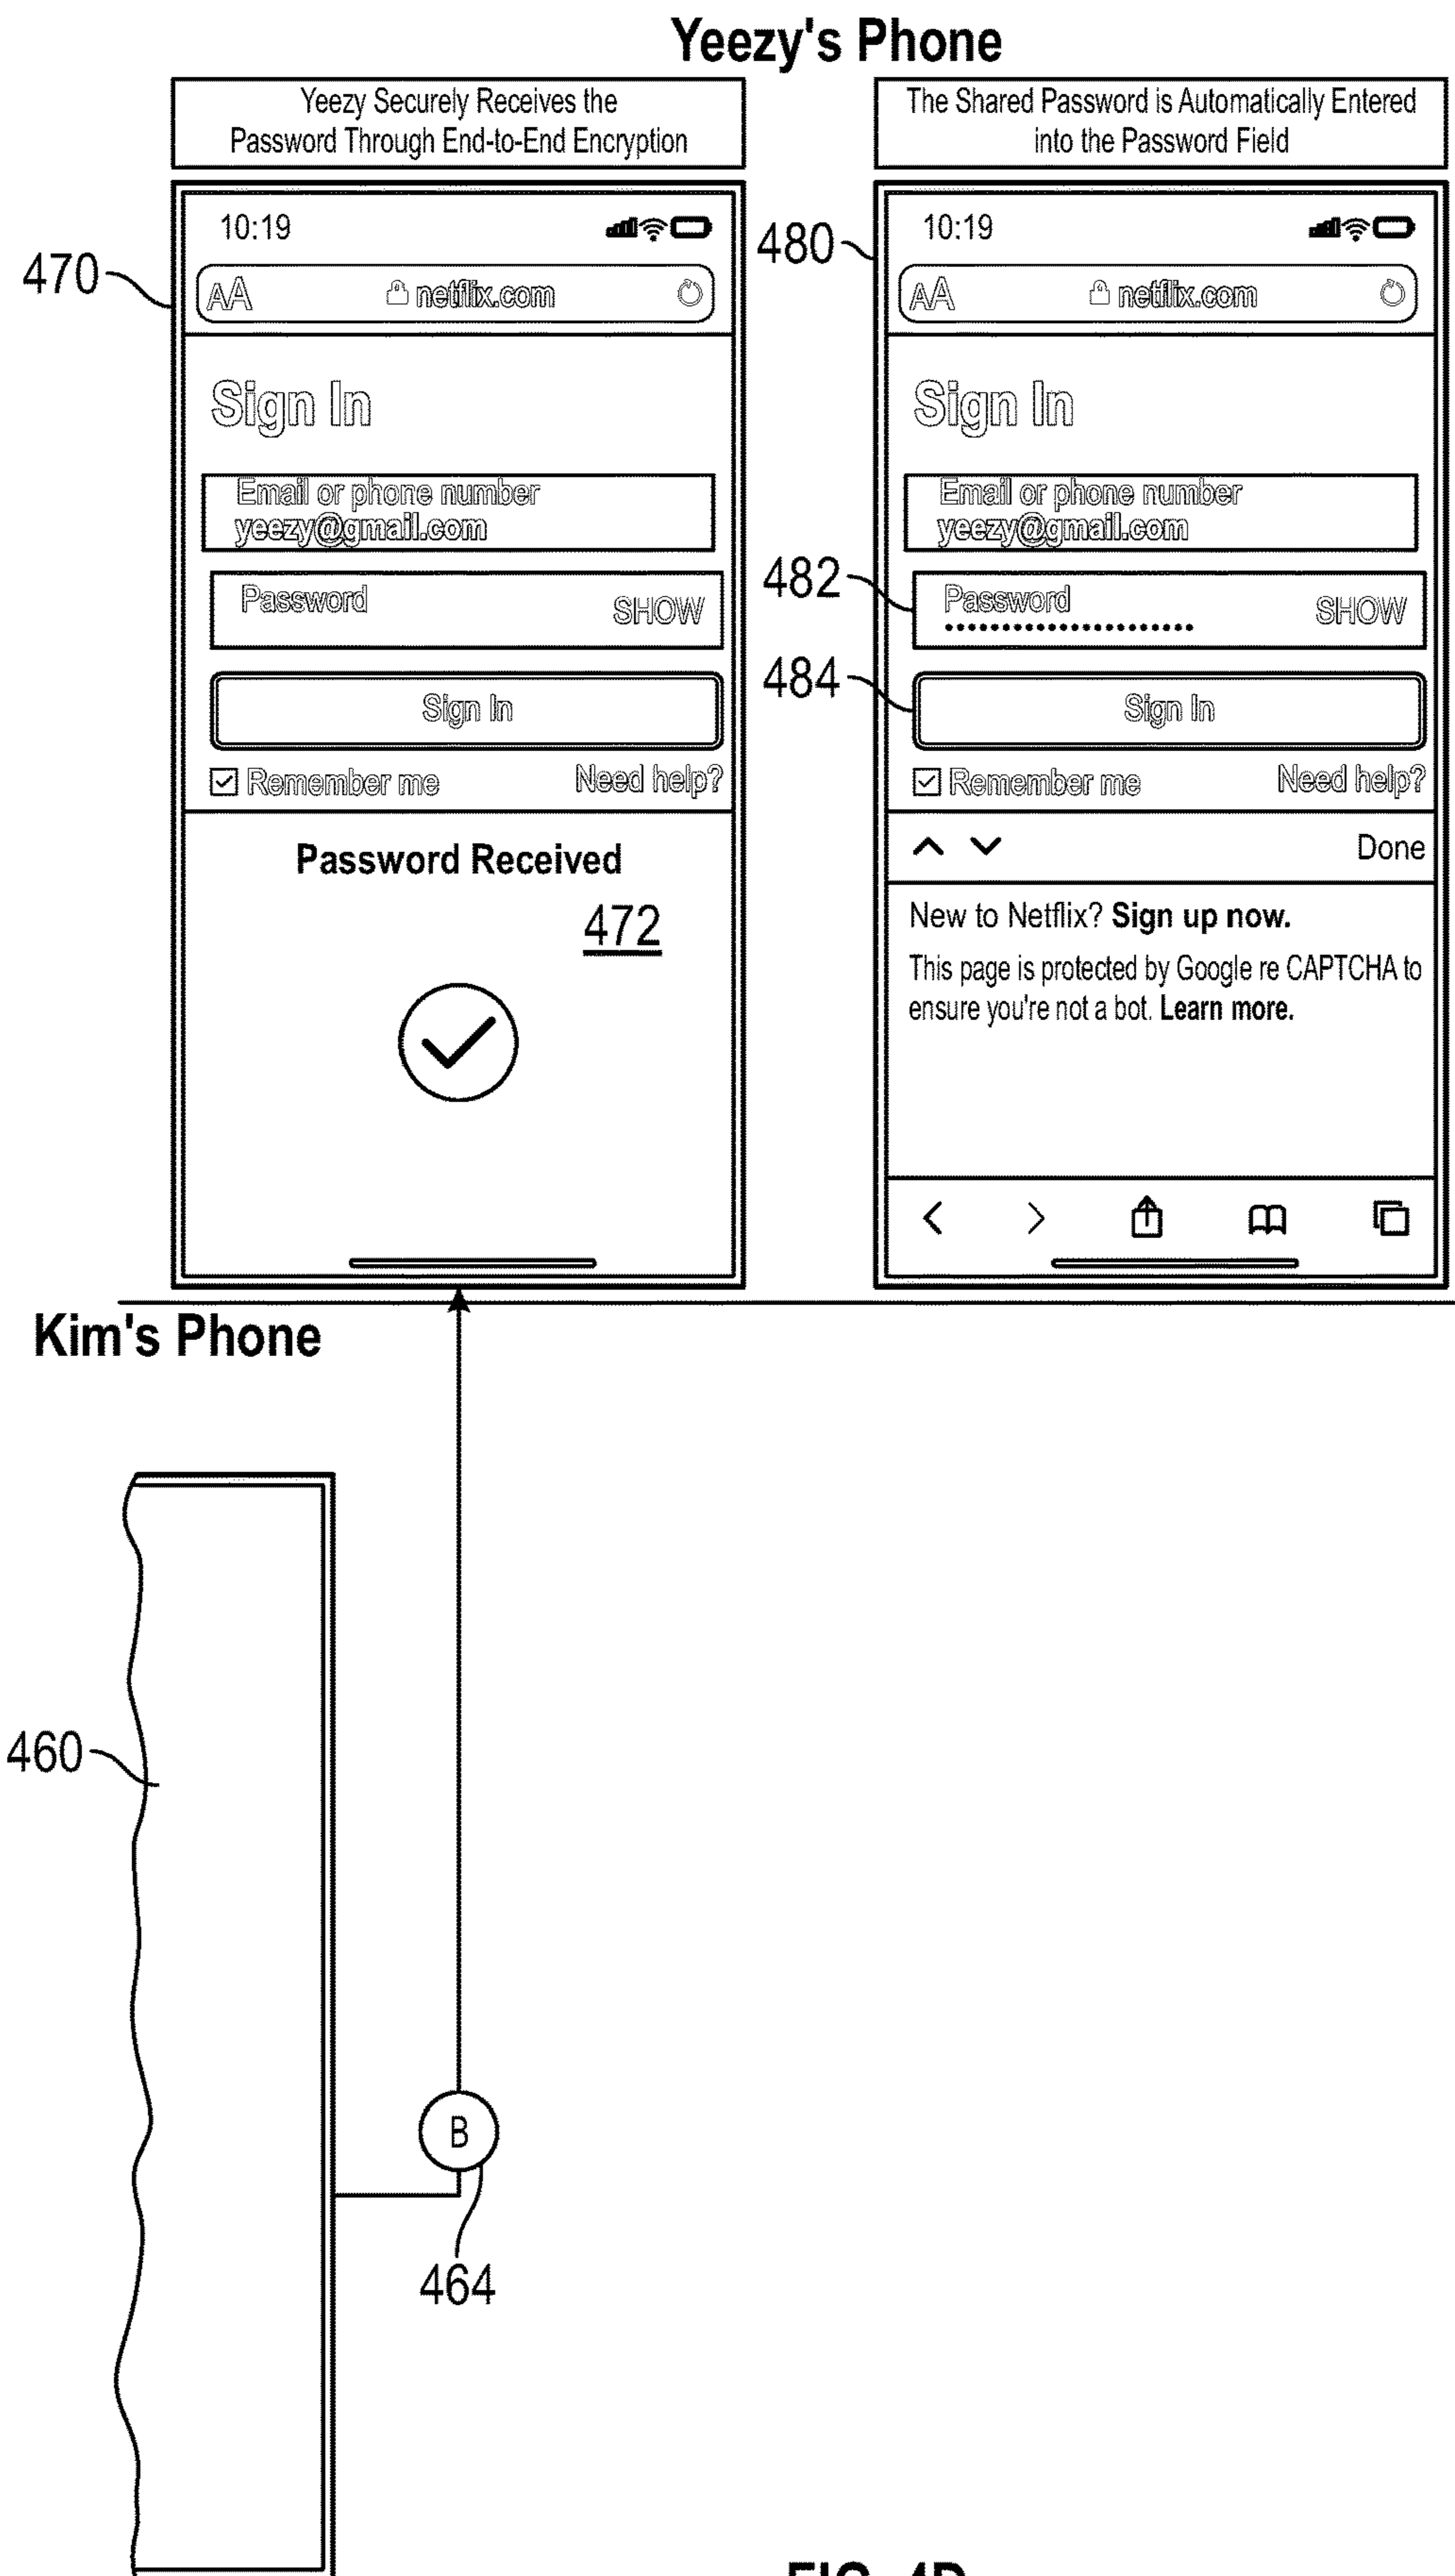 Yeezy's Phone
Yeezy Securely Receives the
Password Through End-to-End Encryption
470
10:19
AA netflix.com
Sign In
Email or phone number
yeezy@gmail.com
Password SHOW
Sign In
Remember me Need help?
Password Received
472
The Shared Password is Automatically Entered
into the Password Field
480
10:19
AA netflix.com
Sign In
Email or phone number
yeezy@gmail.com
482
Password SHOW
484
Sign In
Remember me Need help?
Done
New to Netflix? Sign up now.
This page is protected by Google re CAPTCHA to
ensure you're not a bot. Learn more.
Kim's Phone
460
B
464